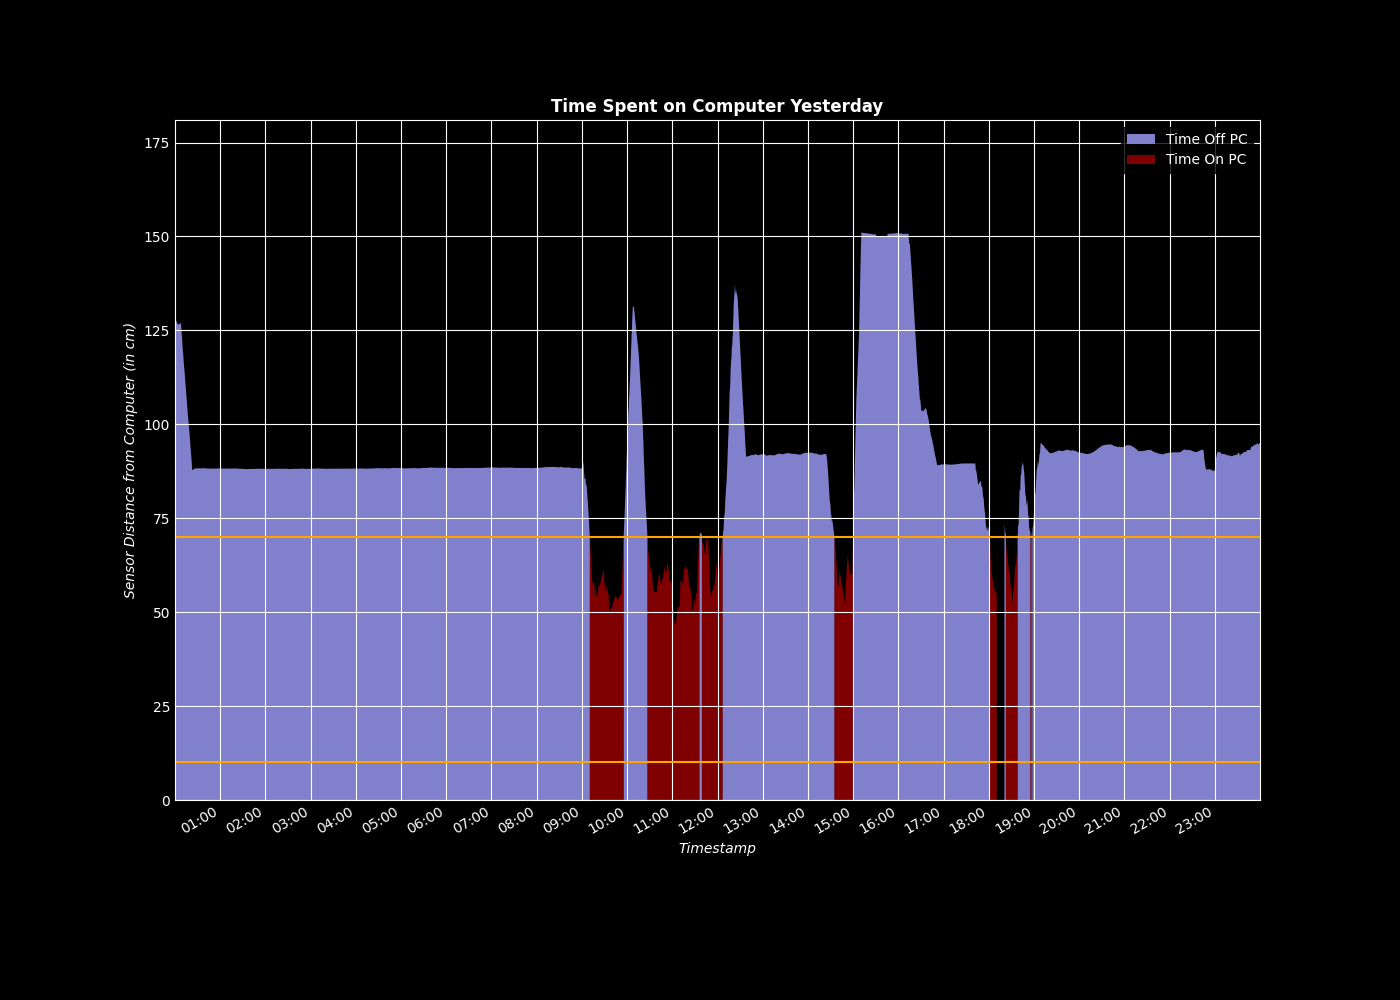 Time Spent on Computer Yesterday
Time Off PC
Time On PC
175
150
125
100
75
50
25
0
Sensor Distance from Computer (in cm)
01:00 02:00 03:00 04:00 05:00 06:00 07:00 08:00 09:00 10:00 11:00 12:00 13:00 14:00 15:00 16:00 17:00 18:00 19:00 20:00 21:00 22:00 23:00
Timestamp